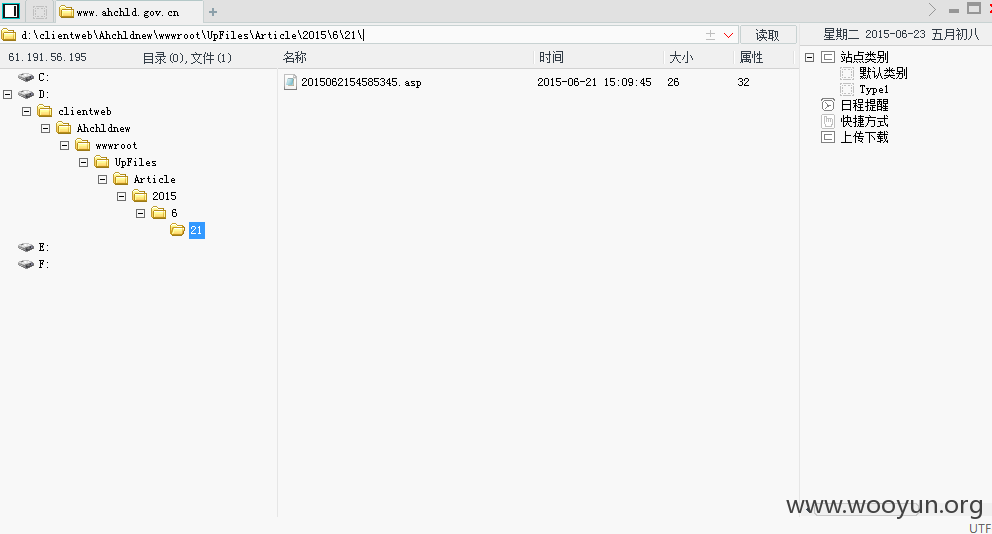 www.ahchld.gov.cn
d:\clientweb\Ahchldnew\wwwroot\UpFiles\Article\2015\6\21\
读取
星期二 2015-06-23 五月初八
61.191.56.195
目录(0),文件(1)
名称 时间 大小 属性
C:
D:
clientweb
Ahchldnew
wwwroot
UpFiles
Article
2015
6
21
E:
F:
2015062154585345.asp 2015-06-21 15:09:45 26 32
站点类别
默认类别
Type1
日程提醒
快捷方式
上传下载
www.wooyun.org
UTF